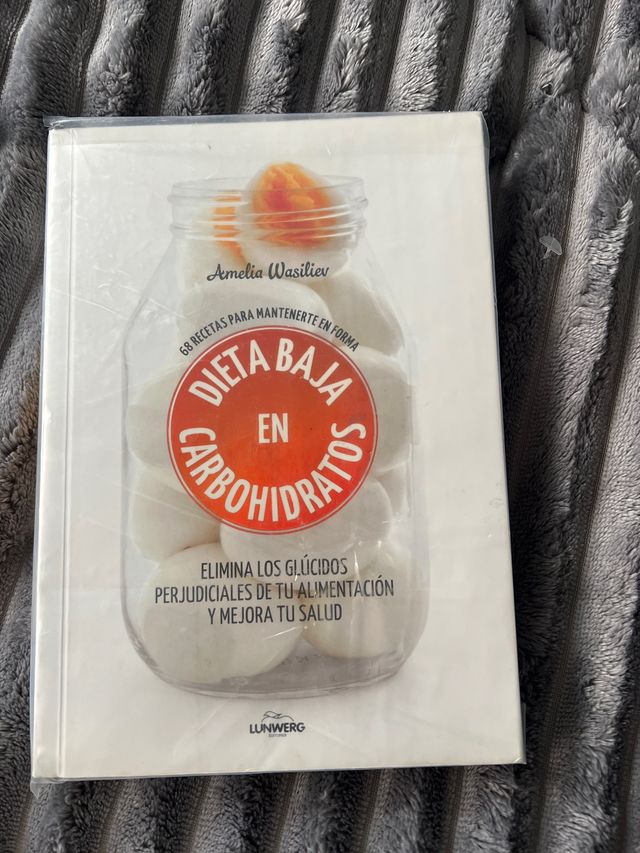 Amelia Wasiliev
68 RECETAS PARA MANTENERTE EN FORMA
DIETA BAJA
EN
CARBOHIDRATOS
ELIMINA LOS GLÚCIDOS
PERJUDICIALES DE TU ALIMENTACIÓN
Y MEJORA TU SALUD
LUNWERG